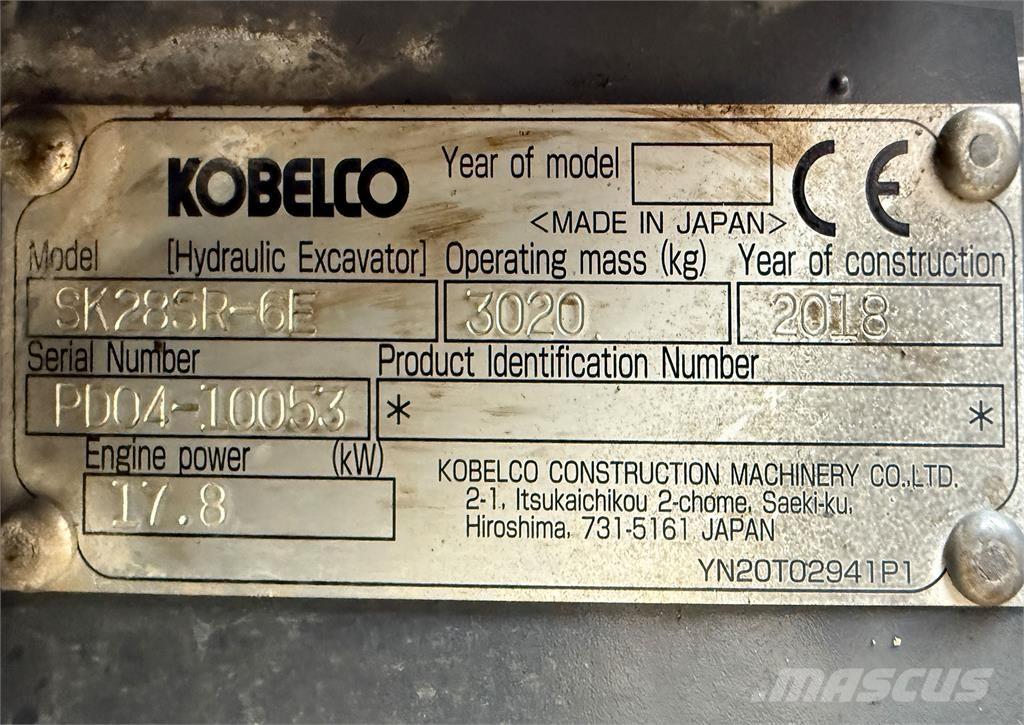 KOBELCO Year of model CE
<MADE IN JAPAN>
Model [Hydraulic Excavator] Operating mass (kg) Year of construction
SK28SR-6E 3020 2018
Serial Number Product Identification Number
PD04-10053 * *
Engine power (kW)
17.8
KOBELCO CONSTRUCTION MACHINERY CO.,LTD.
2-1, Itsukaichikou 2-chome, Saeki-ku,
Hiroshima, 731-5161 JAPAN
YN20T02941P1
MASCUS